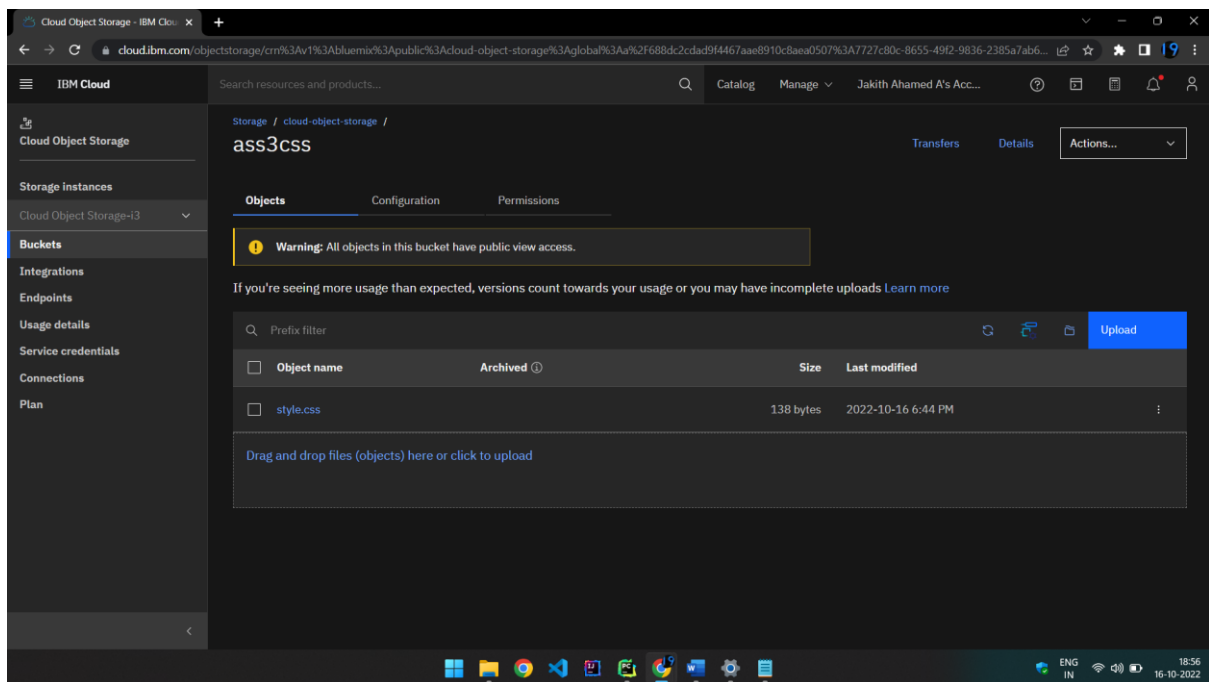 Cloud Object Storage - IBM Clou
cloud.ibm.com/objectstorage/crn%3Av1%3Abluemix%3Apublic%3Acloud-object-storage%3Aglobal%3Aa%2F688dc2cdad9f4467aae8910c8aea0507%3A7727c80c-8655-49f2-9836-2385a7ab6...
19
IBM Cloud
Search resources and products...
Catalog
Manage
Jakith Ahamed A's Acc...
Cloud Object Storage
Storage / cloud-object-storage /
ass3css
Transfers
Details
Actions...
Storage instances
Cloud Object Storage-i3
Buckets
Integrations
Endpoints
Usage details
Service credentials
Connections
Plan
Objects
Configuration
Permissions
Warning: All objects in this bucket have public view access.
If you're seeing more usage than expected, versions count towards your usage or you may have incomplete uploads Learn more
Prefix filter
Upload
Object name
Archived
Size
Last modified
style.css
138 bytes
2022-10-16 6:44 PM
Drag and drop files (objects) here or click to upload
ENG
IN
18:56
16-10-2022